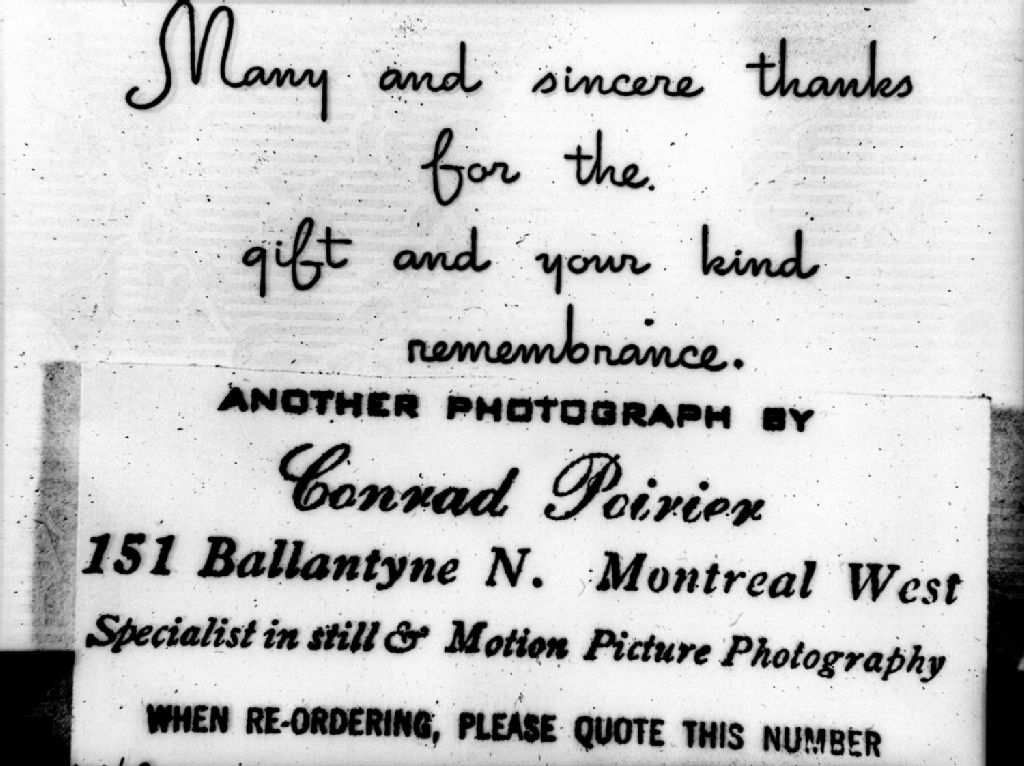 Many and sincere thanks
for the.
gift and your kind
remembrance.
ANOTHER PHOTOGRAPH BY
Conrad Poirier
151 Ballantyne N. Montreal West
Specialist in still & Motion Picture Photography
WHEN RE-ORDERING, PLEASE QUOTE THIS NUMBER